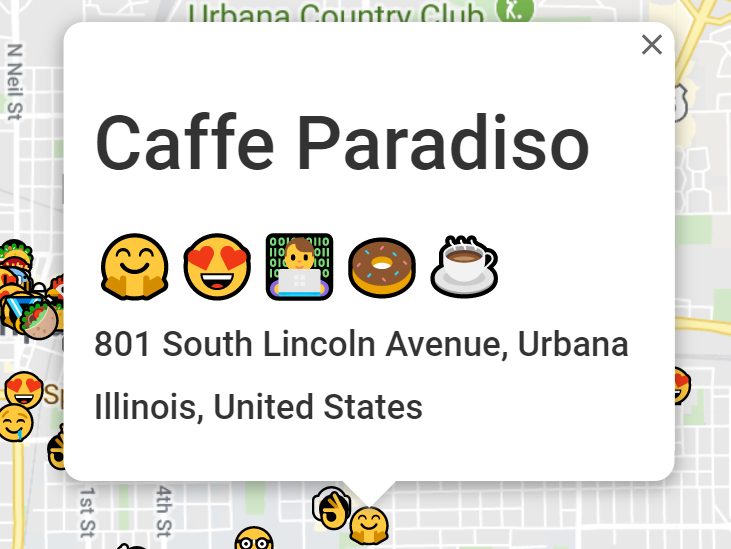 Urbana Country Club
N Neil St
Caffe Paradiso
801 South Lincoln Avenue, Urbana
Illinois, United States
Sp
1st St
4th St